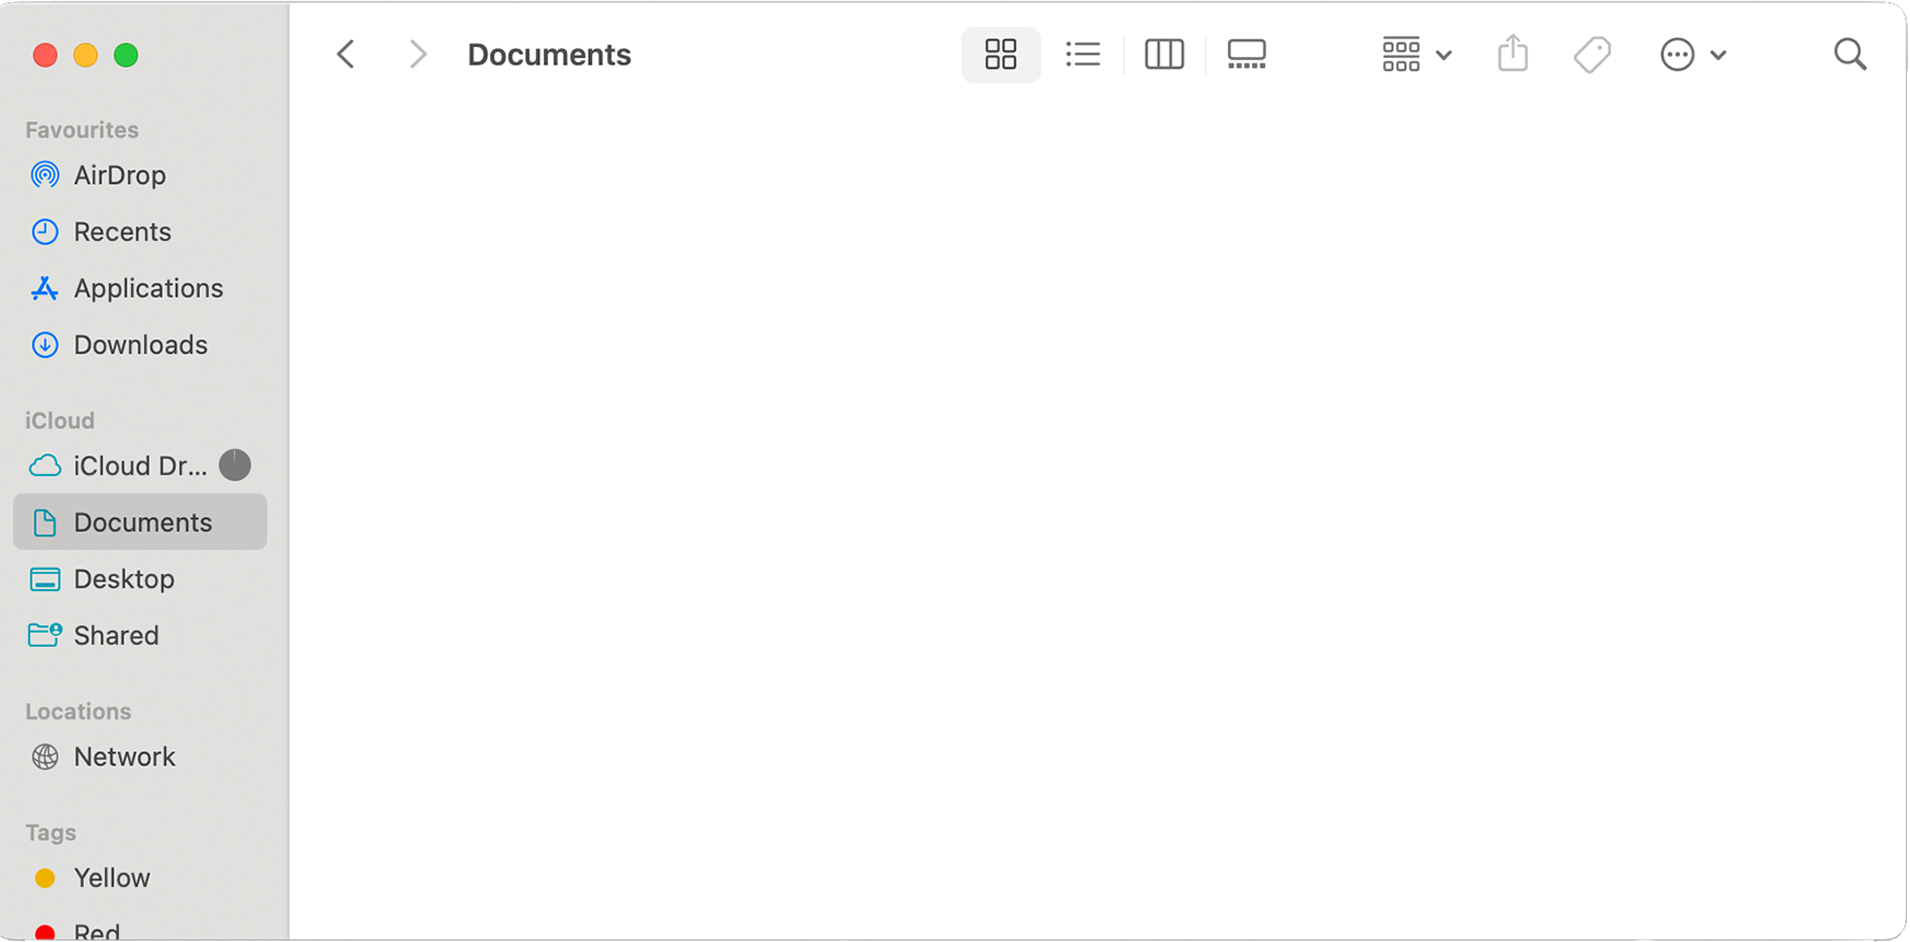 Documents
Favourites
AirDrop
Recents
Applications
Downloads
iCloud
iCloud Dr...
Documents
Desktop
Shared
Locations
Network
Tags
Yellow
Red